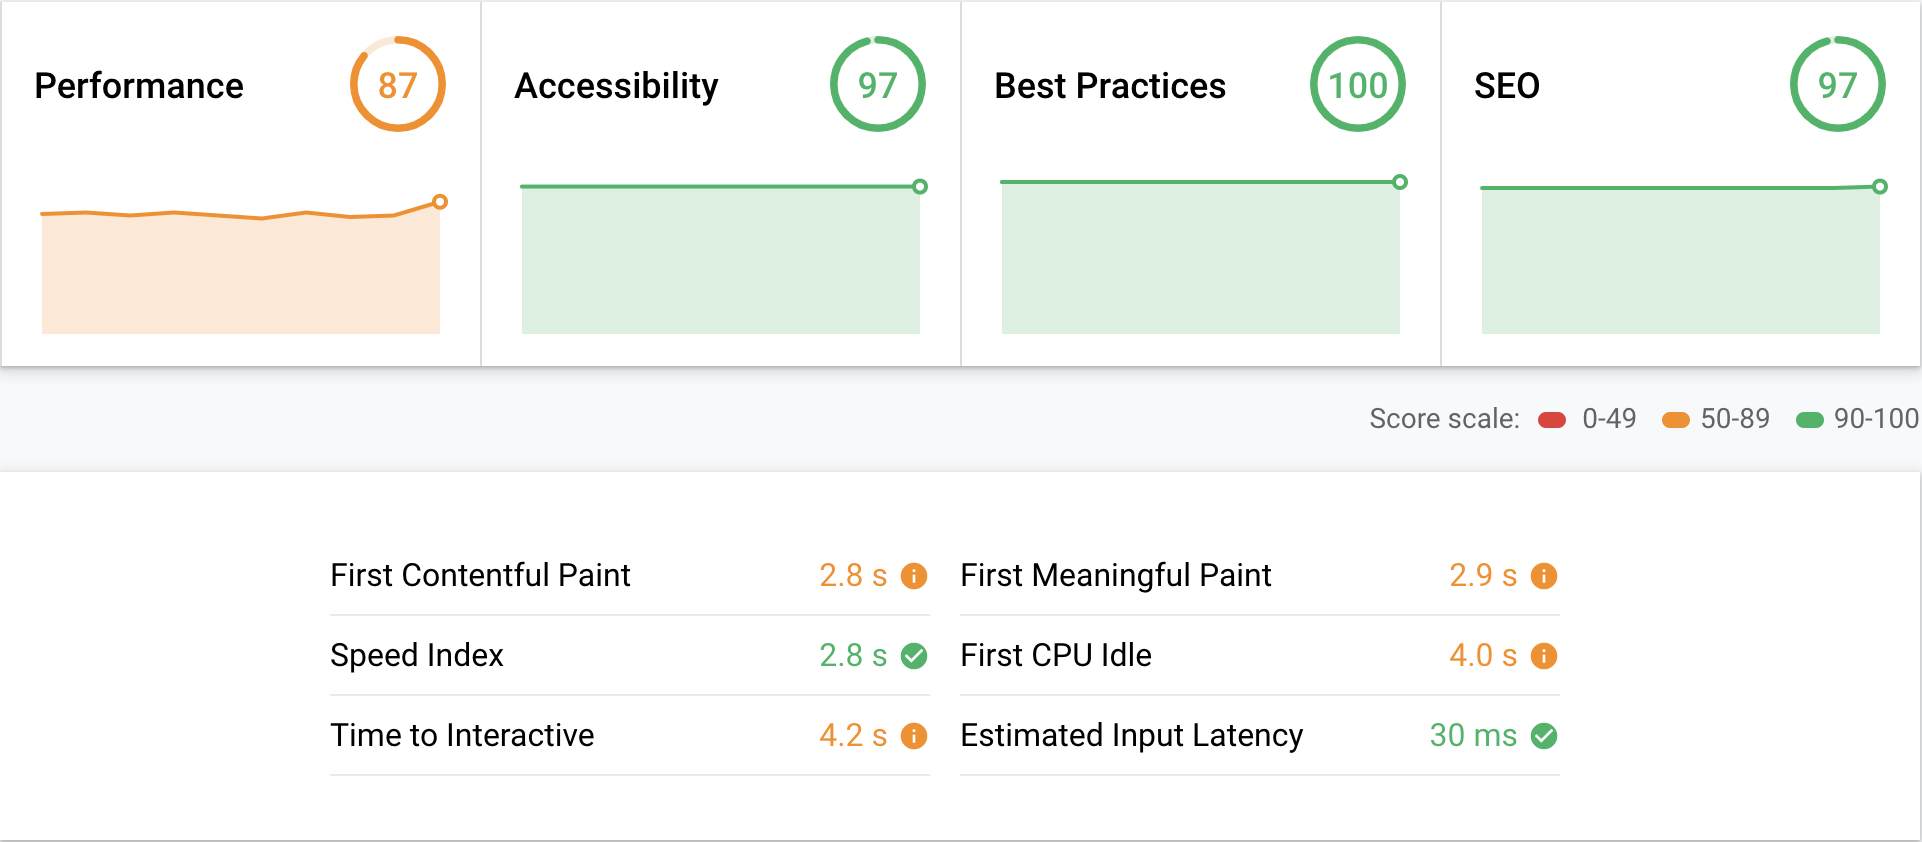 Performance 87
Accessibility 97
Best Practices 100
SEO 97
Score scale: 0-49 50-89 90-100
First Contentful Paint 2.8 s
First Meaningful Paint 2.9 s
Speed Index 2.8 s
First CPU Idle 4.0 s
Time to Interactive 4.2 s
Estimated Input Latency 30 ms